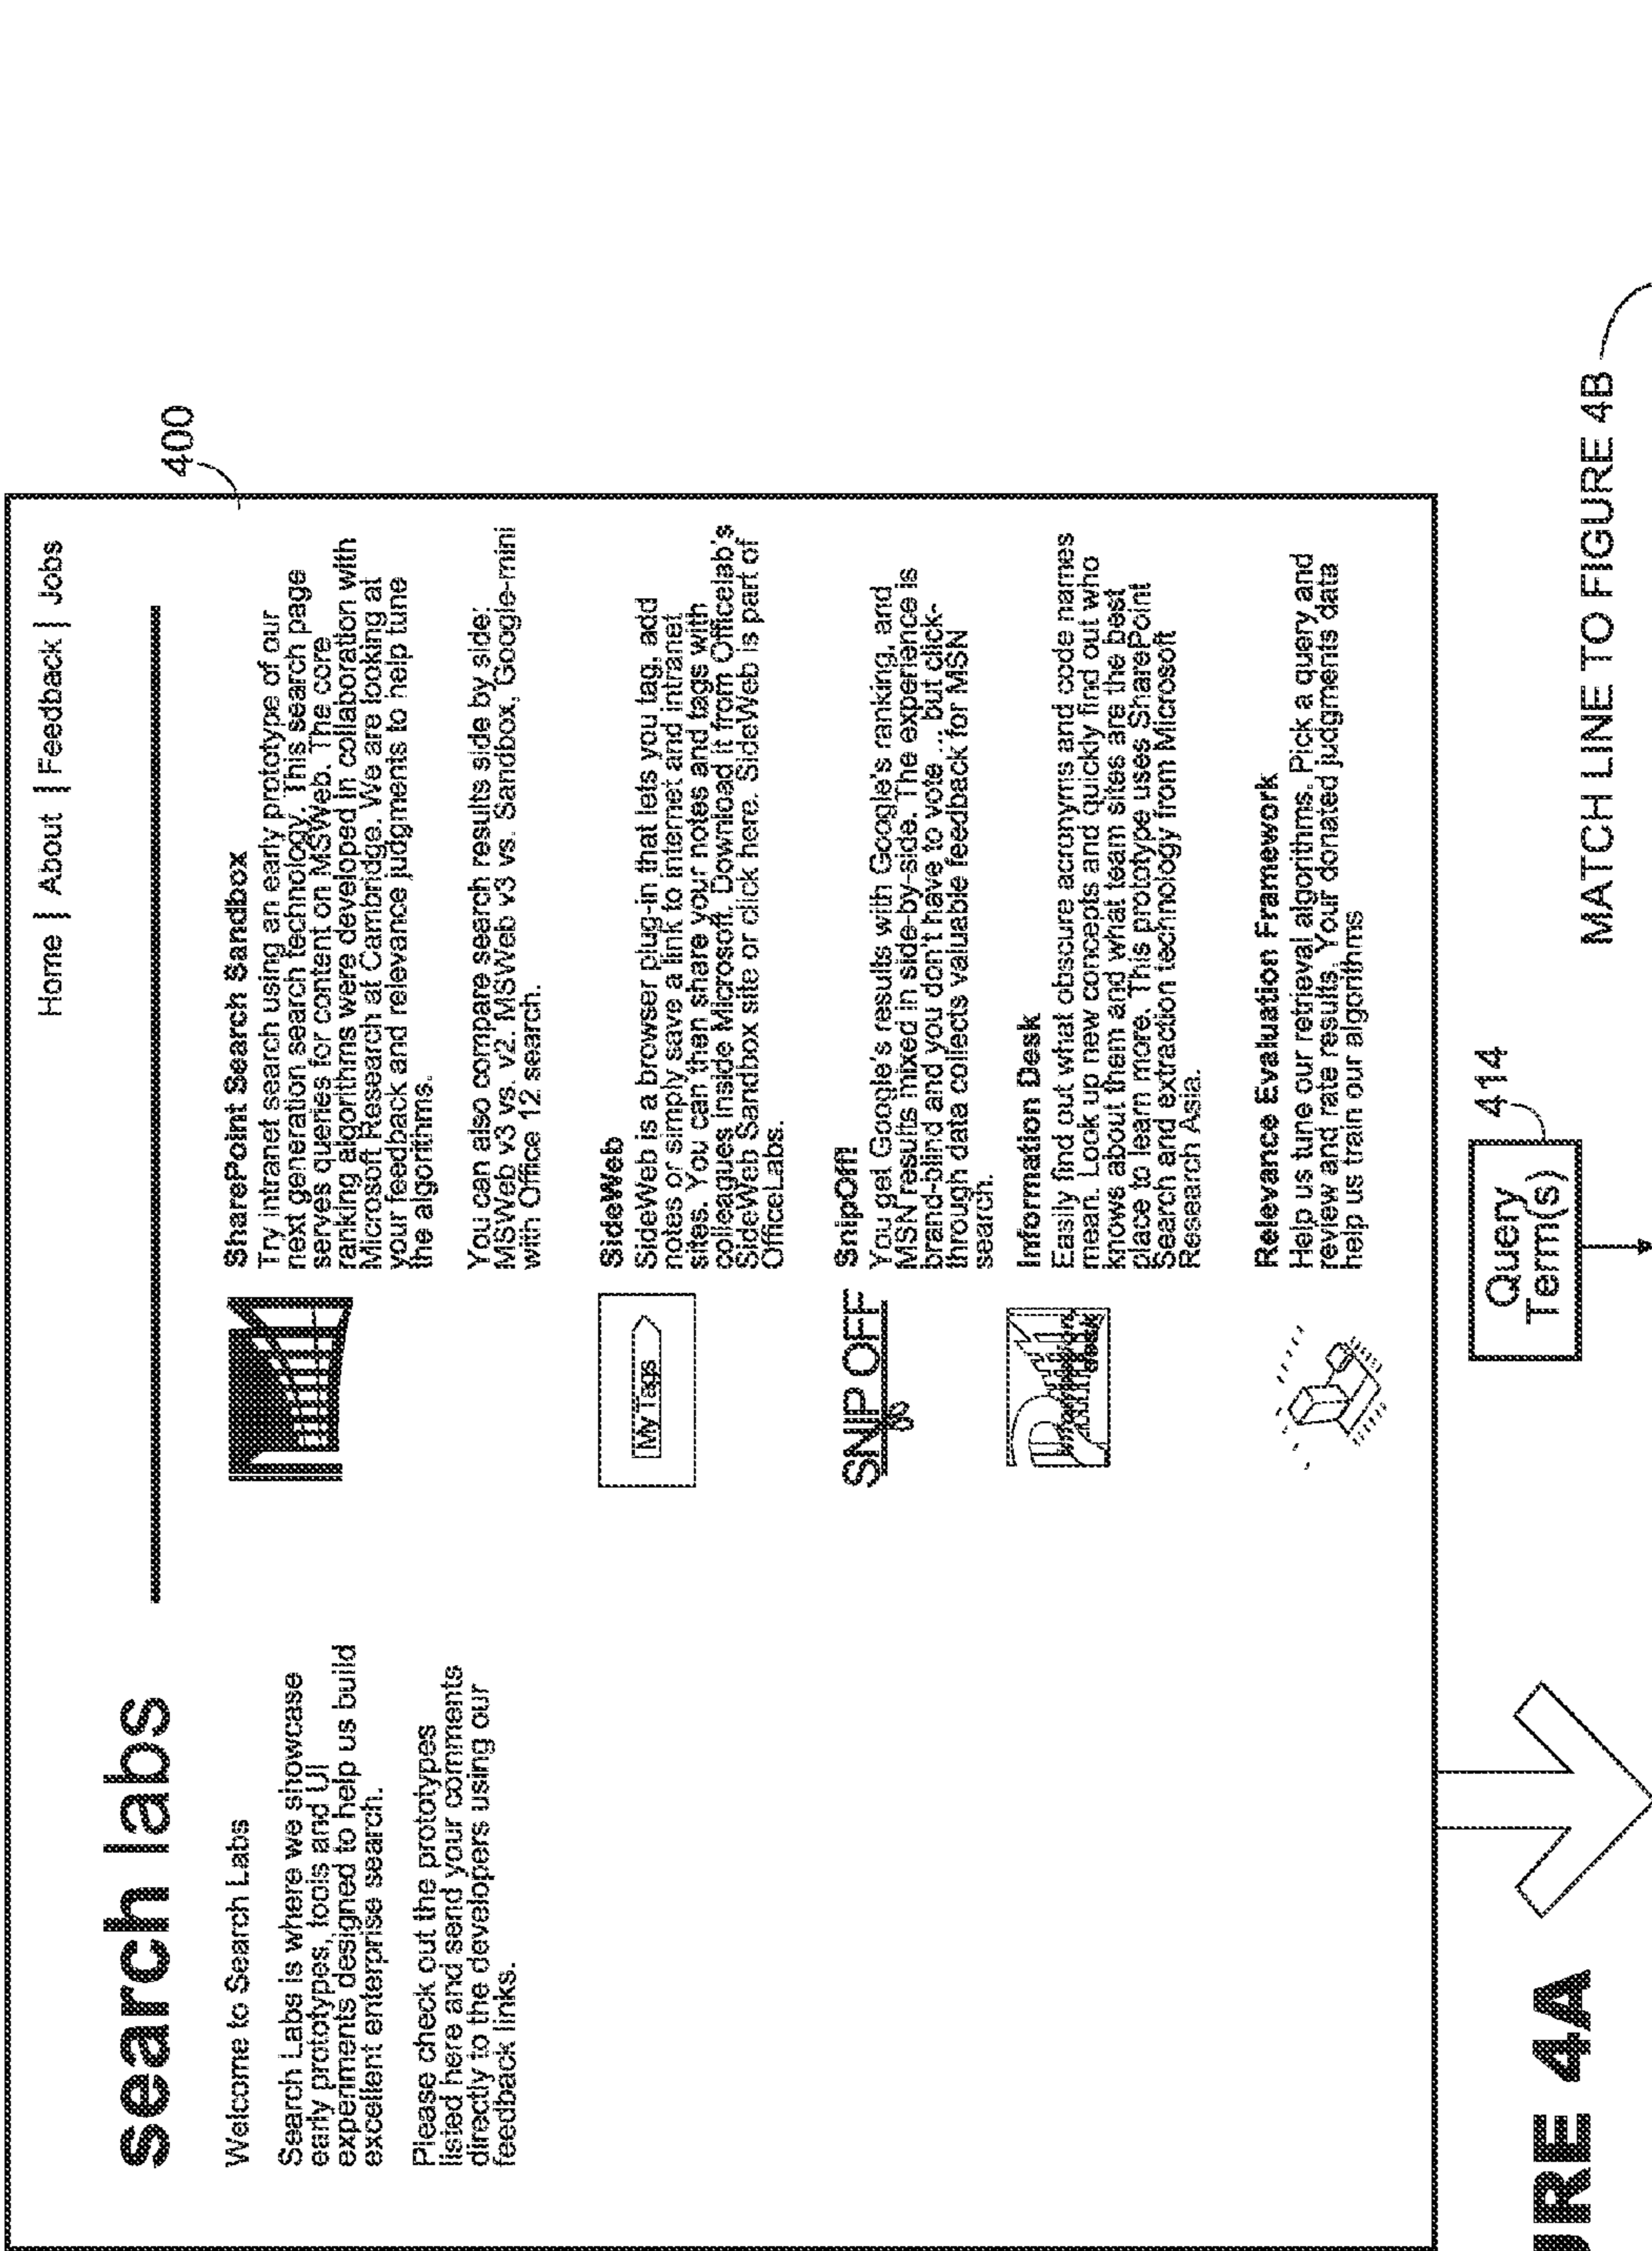 Home | About | Feedback | Jobs
search labs
400
Welcome to Search Labs
Search Labs is where we showcase
early prototypes, tools and UI
experiments designed to help us build
excellent enterprise search.
Please check out the prototypes
listed here and send your comments
directly to the developers using our
feedback links.
SharePoint Search Sandbox
Try intranet search using an early prototype of our
next generation search technology. This search page
serves queries for content on MSWeb. The core
ranking algorithms were developed in collaboration with
Microsoft Research at Cambridge. We are looking at
your feedback and relevance judgments to help tune
the algorithms.
You can also compare search results side by side:
MSWeb v3 vs. v2. MSWeb v3 vs. Sandbox, Google-mini
with Office 12 search.
My Tags
SideWeb
SideWeb is a browser plug-in that lets you tag, add
notes or simply save a link to internet and intranet
sites. You can then share your notes and tags with
colleagues inside Microsoft. Download it from Officelab's
SideWeb Sandbox site or click here. SideWeb is part of
OfficeLabs.
SNIP OFF
SnipOff!
You get Google's results with Google's ranking, and
MSN results mixed in side-by-side. The experience is
brand-blind and you don't have to vote ... but click-
through data collects valuable feedback for MSN
search.
Information Desk
Easily find out what obscure acronyms and code names
mean. Look up new concepts and quickly find out who
knows about them and what team sites are the best
place to learn more. This prototype uses SharePoint
Search and extraction technology from Microsoft
Research Asia.
Relevance Evaluation Framework
Help us tune our retrieval algorithms. Pick a query and
review and rate results. Your donated judgments data
help us train our algorithms
414
Query
Term(s)
URE 4A
MATCH LINE TO FIGURE 4B